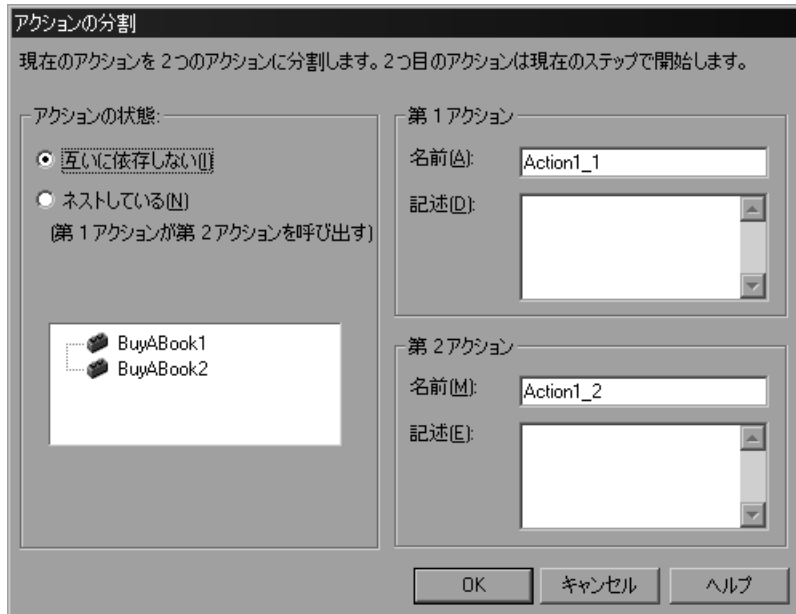 アクションの分割
現在のアクションを2つのアクションに分割します。2つ目のアクションは現在のステップで開始します。
アクションの状態:
互いに依存しない(I)
ネストしている(N)
(第1アクションが第2アクションを呼び出す)
BuyABook1
BuyABook2
第1アクション
名前(A):
Action1_1
記述(D):
第2アクション
名前(M):
Action1_2
記述(E):
OK
キャンセル
ヘルプ